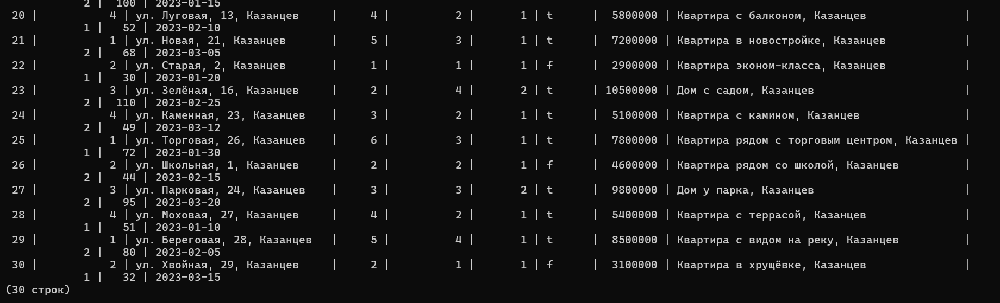 2 | 100 | 2023-01-15
20 | 4 | ул. Луговая, 13, Казанцев | 4 | 2 | 1 | t | 5800000 | Квартира с балконом, Казанцев |
1 | 52 | 2023-02-10
21 | 1 | ул. Новая, 21, Казанцев | 5 | 3 | 1 | t | 7200000 | Квартира в новостройке, Казанцев |
2 | 68 | 2023-03-05
22 | 2 | ул. Старая, 2, Казанцев | 1 | 1 | 1 | f | 2900000 | Квартира эконом-класса, Казанцев |
1 | 30 | 2023-01-20
23 | 3 | ул. Зелёная, 16, Казанцев | 2 | 4 | 2 | t | 10500000 | Дом с садом, Казанцев |
2 | 110 | 2023-02-25
24 | 4 | ул. Каменная, 23, Казанцев | 3 | 2 | 1 | t | 5100000 | Квартира с камином, Казанцев |
2 | 49 | 2023-03-12
25 | 1 | ул. Торговая, 26, Казанцев | 6 | 3 | 1 | t | 7800000 | Квартира рядом с торговым центром, Казанцев |
1 | 72 | 2023-01-30
26 | 2 | ул. Школьная, 1, Казанцев | 2 | 2 | 1 | f | 4600000 | Квартира рядом со школой, Казанцев |
2 | 44 | 2023-02-15
27 | 3 | ул. Парковая, 24, Казанцев | 3 | 3 | 2 | t | 9800000 | Дом у парка, Казанцев |
2 | 95 | 2023-03-20
28 | 4 | ул. Моховая, 27, Казанцев | 4 | 2 | 1 | t | 5400000 | Квартира с террасой, Казанцев |
1 | 51 | 2023-01-10
29 | 1 | ул. Береговая, 28, Казанцев | 5 | 4 | 1 | t | 8500000 | Квартира с видом на реку, Казанцев |
2 | 80 | 2023-02-05
30 | 2 | ул. Хвойная, 29, Казанцев | 2 | 1 | 1 | f | 3100000 | Квартира в хрущёвке, Казанцев |
1 | 32 | 2023-03-15
(30 строк)